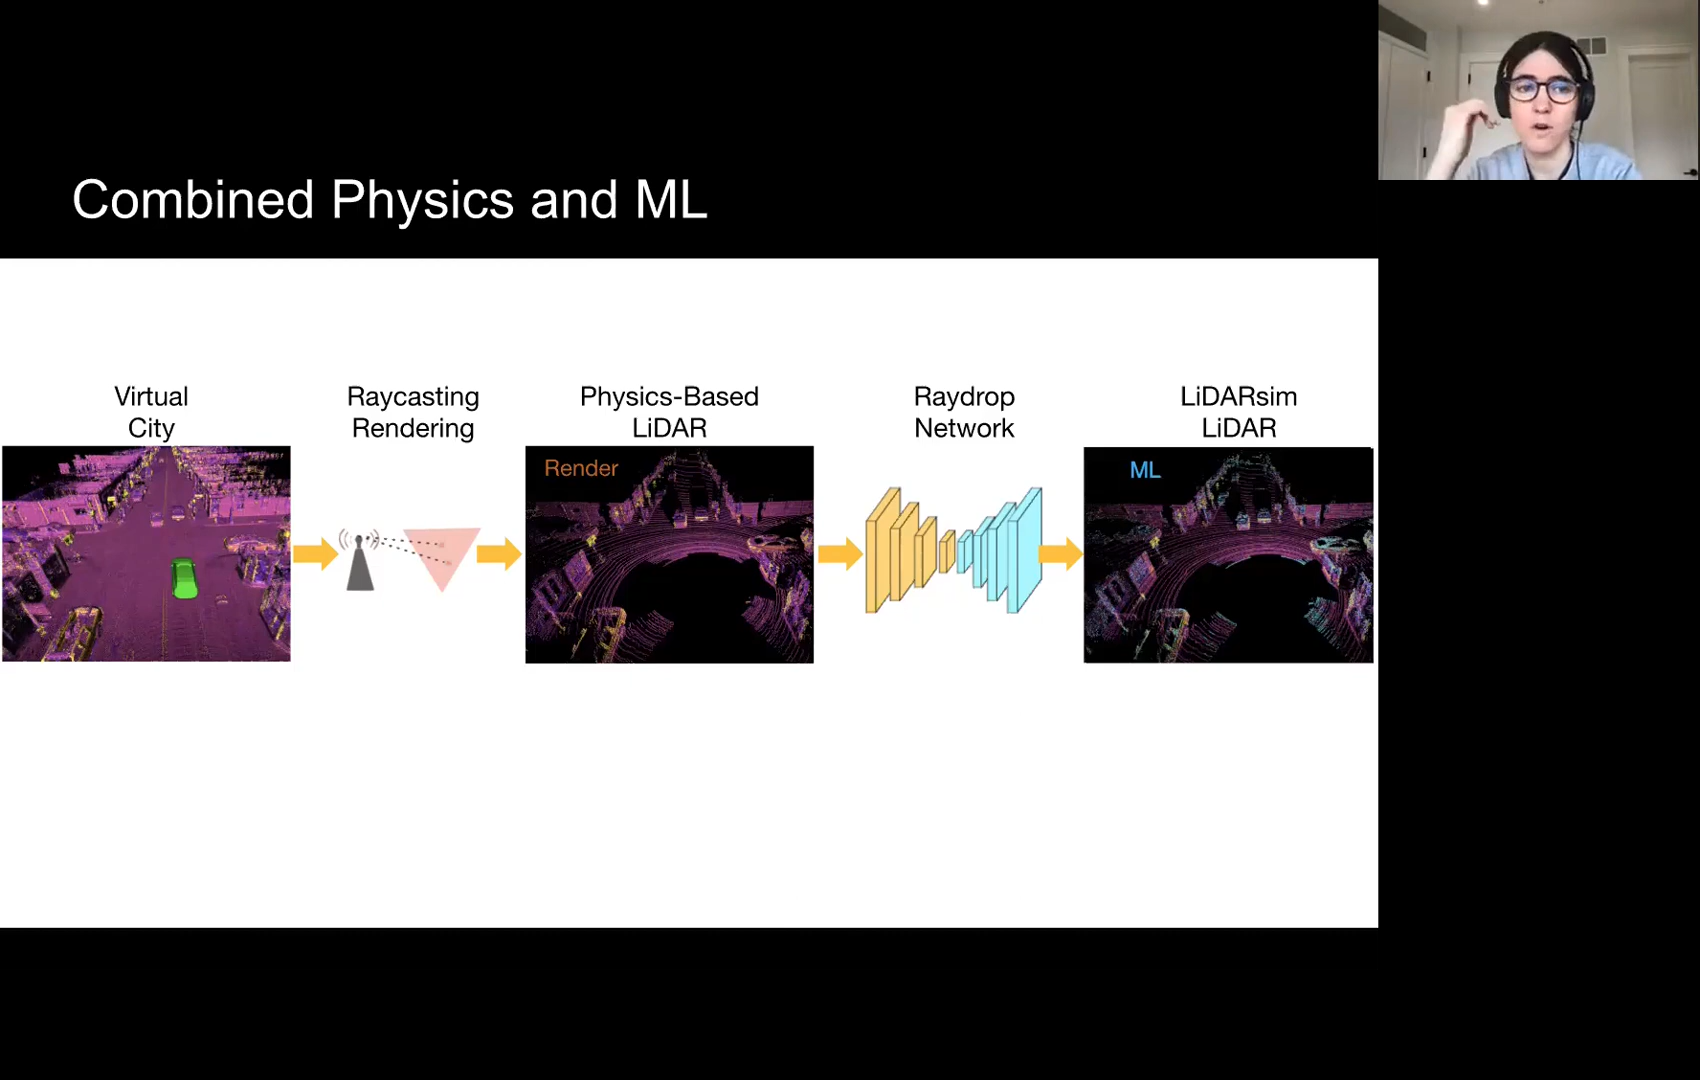 Combined Physics and ML
Virtual
City
Raycasting
Rendering
Physics-Based
LiDAR
Raydrop
Network
LiDARsim
LiDAR
Render
ML